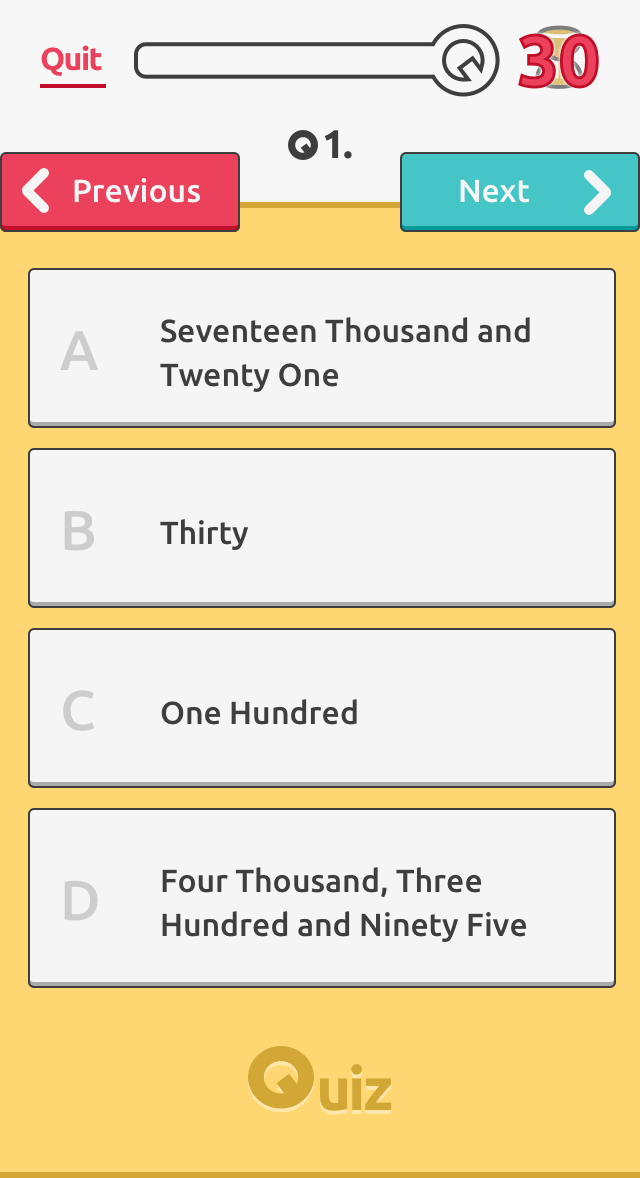 Quit
30
Q1.
Previous
Next
A
Seventeen Thousand and
Twenty One
B
Thirty
C
One Hundred
D
Four Thousand, Three
Hundred and Ninety Five
Quiz